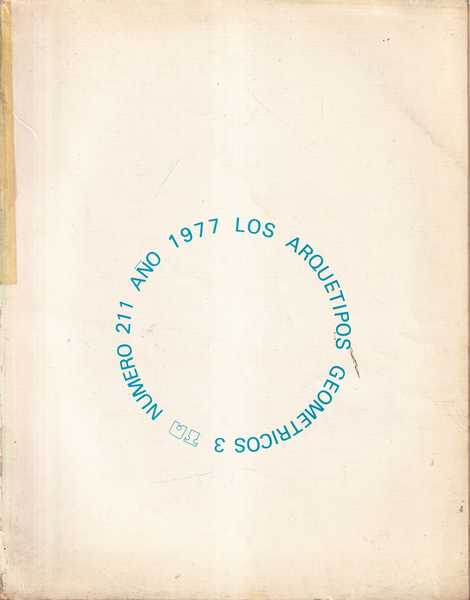 NUMERO 211 AÑO 1977 LOS ARQUETIPOS GEOMETRICOS 3